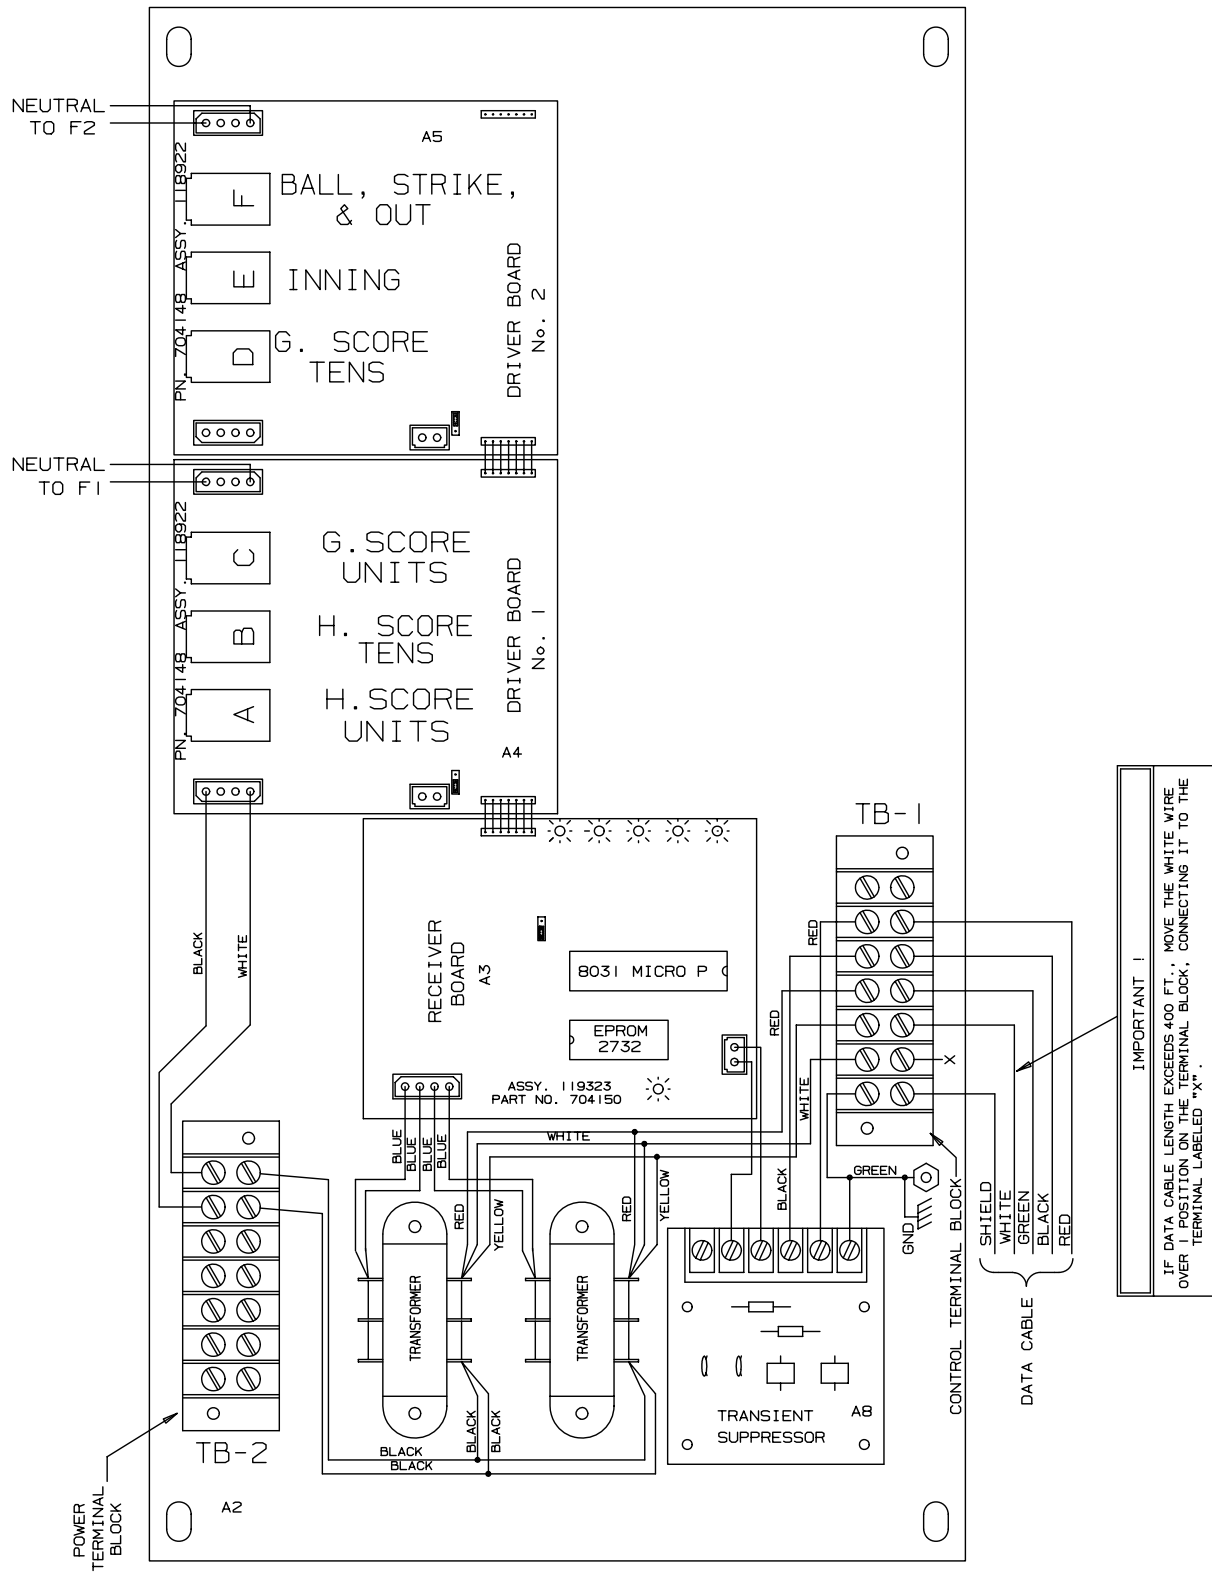 NEUTRAL
TO F2
A5
PN. 704148 ASSY. 118922
F
BALL, STRIKE,
& OUT
E
INNING
D
G. SCORE
TENS
DRIVER BOARD
No. 2
NEUTRAL
TO F1
PN. 704148 ASSY. 118922
C
G.SCORE
UNITS
B
H. SCORE
TENS
A
H.SCORE
UNITS
DRIVER BOARD
No. 1
A4
BLACK
WHITE
RECEIVER
BOARD
A3
8031 MICRO P
EPROM
2732
ASSY. 119323
PART NO. 704150
TB-1
RED
RED
WHITE
X
BLUE
BLUE
BLUE
BLUE
WHITE
RED
YELLOW
RED
YELLOW
BLACK
GREEN
GND
TRANSFORMER
TRANSFORMER
BLACK
BLACK
BLACK
BLACK
TRANSIENT
SUPPRESSOR
A8
CONTROL TERMINAL BLOCK
SHIELD
WHITE
GREEN
BLACK
RED
DATA CABLE
TB-2
POWER
TERMINAL
BLOCK
A2
IMPORTANT !
IF DATA CABLE LENGTH EXCEEDS 400 FT., MOVE THE WHITE WIRE
OVER 1 POSITION ON THE TERMINAL BLOCK, CONNECTING IT TO THE
TERMINAL LABELED "X".